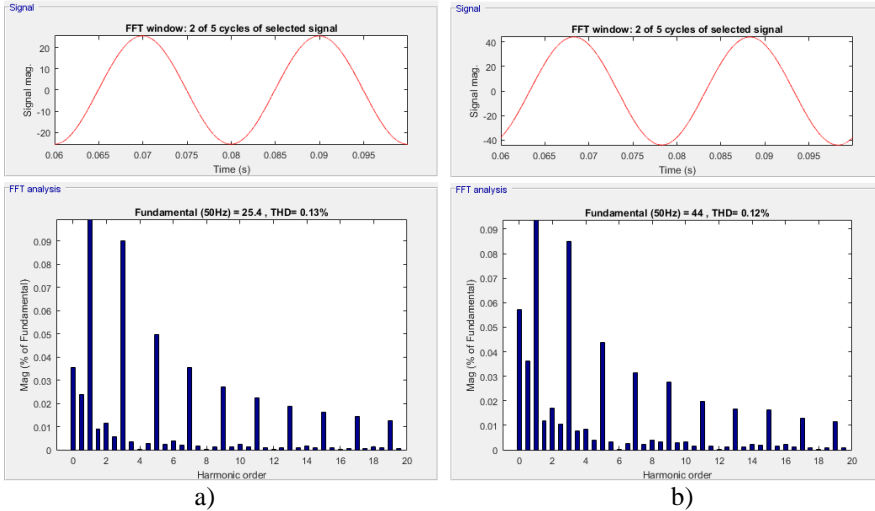 Signal
FFT window: 2 of 5 cycles of selected signal
Signal mag.
20
10
0
-10
-20
0.06 0.065 0.07 0.075 0.08 0.085 0.09 0.095
Time (s)
FFT analysis
Fundamental (50Hz) = 25.4 , THD= 0.13%
Mag (% of Fundamental)
0.09
0.08
0.07
0.06
0.05
0.04
0.03
0.02
0.01
0
0 2 4 6 8 10 12 14 16 18 20
Harmonic order
a)
Signal
FFT window: 2 of 5 cycles of selected signal
Signal mag.
40
20
0
-20
-40
0.06 0.065 0.07 0.075 0.08 0.085 0.09 0.095
Time (s)
FFT analysis
Fundamental (50Hz) = 44 , THD= 0.12%
Mag (% of Fundamental)
0.09
0.08
0.07
0.06
0.05
0.04
0.03
0.02
0.01
0
0 2 4 6 8 10 12 14 16 18 20
Harmonic order
b)